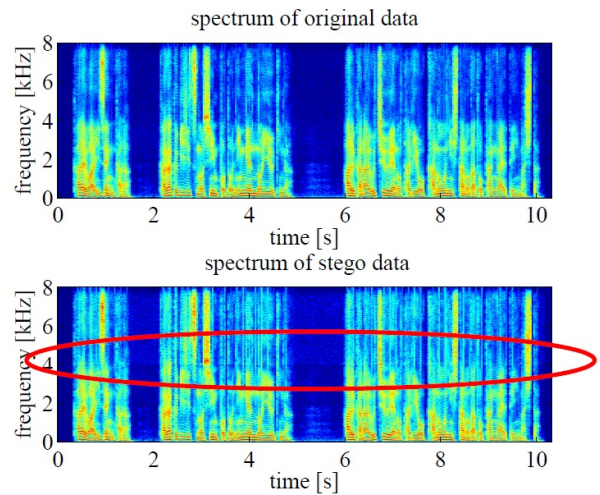 spectrum of original data
frequency [kHz]
8
6
4
2
0
0 2 4 6 8 10
time [s]
spectrum of stego data
frequency [kHz]
8
6
4
2
0
0 2 4 6 8 10
time [s]